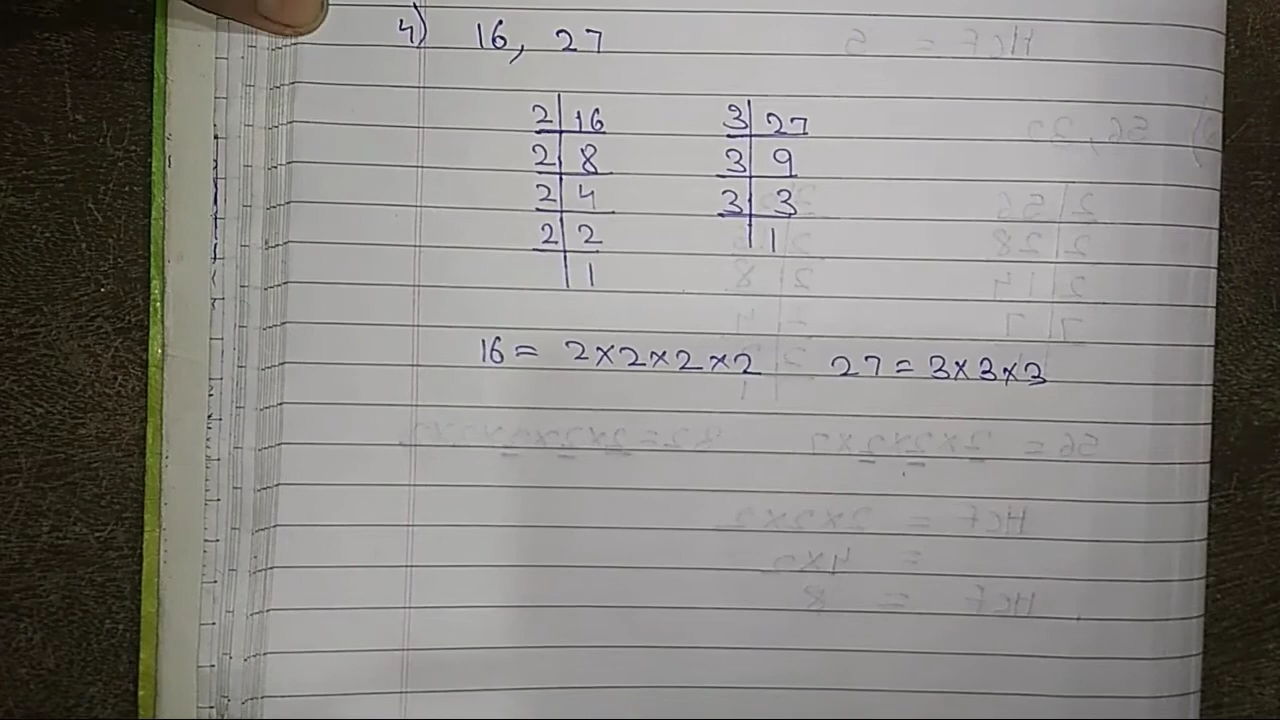 4) 16, 27
2 16 3 27
2 8 3 9
2 4 3 3
2 2 1
1
16 = 2×2×2×2 27 = 3×3×3